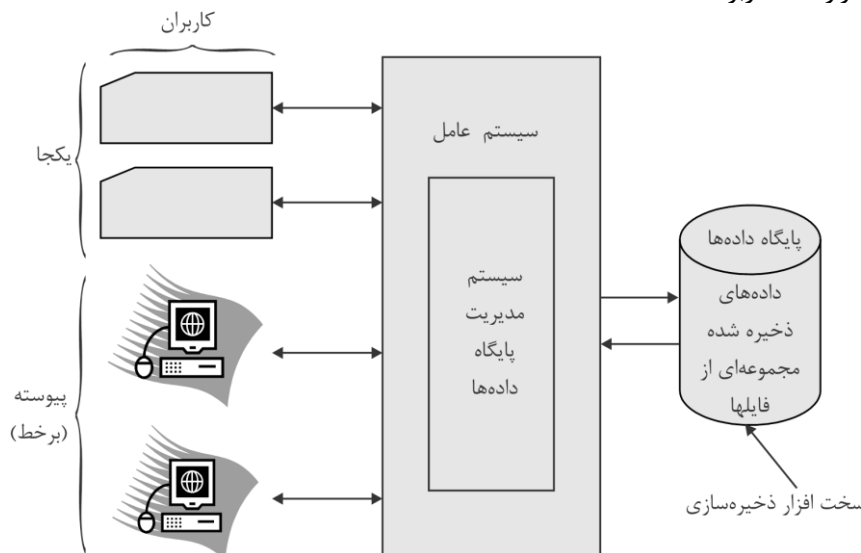 کاربران
یکجا
سیستم عامل
سیستم
مدیریت
پایگاه
داده‌ها
پایگاه داده‌ها
داده‌های
ذخیره شده
مجموعه‌ای از
فایلها
پیوسته
(برخط)
سخت افزار ذخیره‌سازی